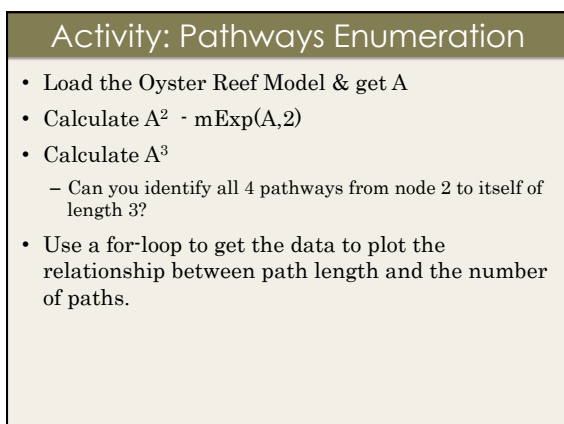 Activity: Pathways Enumeration
• Load the Oyster Reef Model & get A
• Calculate A² - mExp(A,2)
• Calculate A³
– Can you identify all 4 pathways from node 2 to itself of
length 3?
• Use a for-loop to get the data to plot the
relationship between path length and the number
of paths.